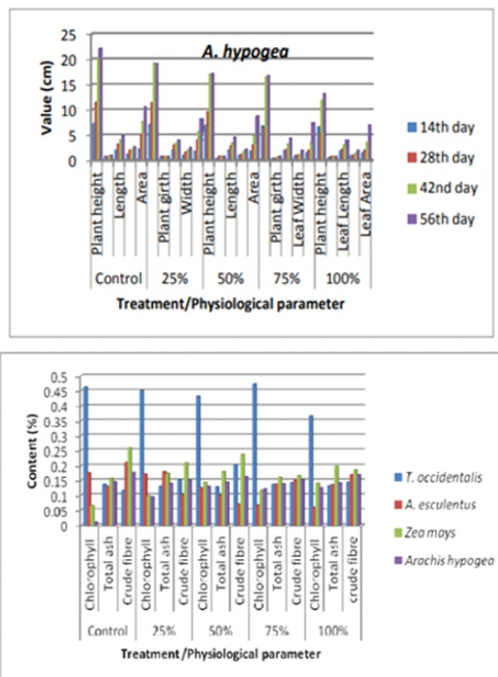 A. hypogea
Value (cm)
25
20
15
10
5
0
14th day
28th day
42nd day
56th day
Plant height
Length
Area
Plant girth
Width
Plant height
Length
Area
Plant girth
Leaf Width
Plant height
Leaf Length
Leaf Area
Control 25% 50% 75% 100%
Treatment/Physiological parameter
Content (%)
0.5
0.45
0.4
0.35
0.3
0.25
0.2
0.15
0.1
0.05
0
T. occidentalis
A. esculentus
Zea mays
Arachis hypogea
Chlorophyll
Total ash
Crude fibre
Chlorophyll
Total ash
Crude fibre
Chlorophyll
Total ash
Crude fibre
Chlorophyll
Total ash
Crude fibre
Chlorophyll
Total ash
crude fibre
Control 25% 50% 75% 100%
Treatment/Physiological parameter